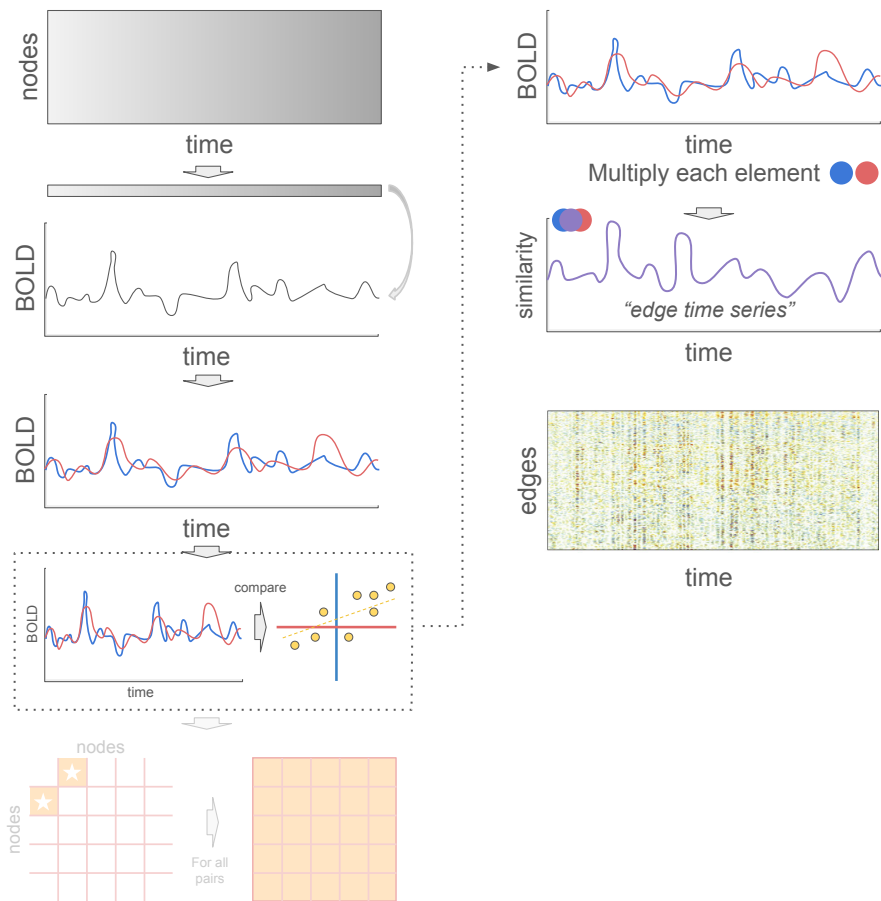 nodes
time
BOLD
time
BOLD
time
BOLD
time
compare
nodes
nodes
For all
pairs
BOLD
Multiply each element
similarity
“edge time series”
time
edges
time